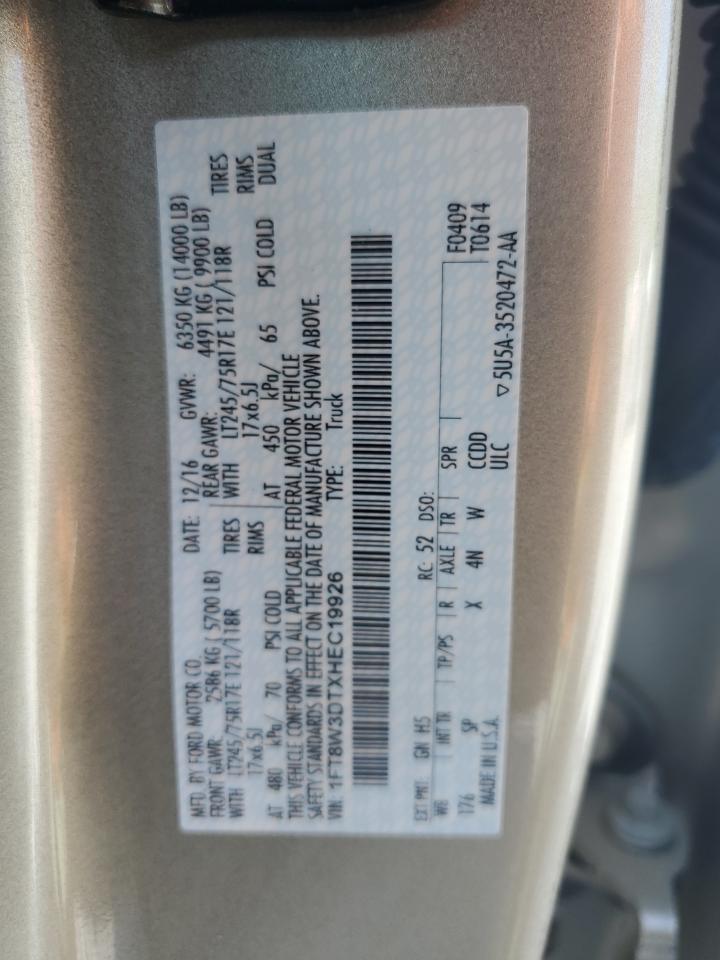 MFD. BY FORD MOTOR CO.
DATE: 12/16 GVWR: 6350 KG (14000 LB)
FRONT GAWR: 2586 KG ( 5700 LB)
REAR GAWR: 4491 KG ( 9900 LB)
WITH LT245/75R17E 121/118R TIRES
WITH LT245/75R17E 121/118R TIRES
17x6.5J RIMS
17x6.5J RIMS
AT 480 kPa/ 70 PSI COLD
AT 450 kPa/ 65 PSI COLD DUAL
THIS VEHICLE CONFORMS TO ALL APPLICABLE FEDERAL MOTOR VEHICLE
SAFETY STANDARDS IN EFFECT ON THE DATE OF MANUFACTURE SHOWN ABOVE.
VIN: 1FT8W3DTXHEC19926 TYPE: Truck
EXT PNT: GN H5 RC: 52 DSO: F0409
WB INT TR TP/PS R AXLE TR SPR T0614
176 SP X 4N W CCDD
MADE IN U.S.A. ULC ▽5U5A-3520472-AA